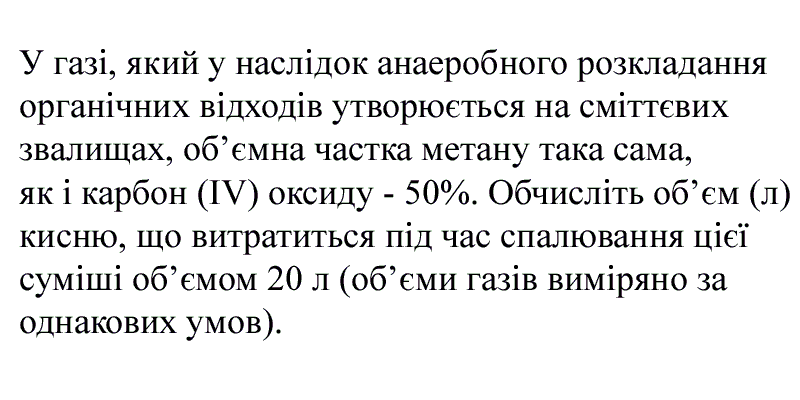 У газі, який у наслідок анаеробного розкладання
органічних відходів утворюється на сміттєвих
звалищах, об’ємна частка метану така сама,
як і карбон (IV) оксиду - 50%. Обчисліть об’єм (л)
кисню, що витратиться під час спалювання цієї
суміші об’ємом 20 л (об’єми газів виміряно за
однакових умов).